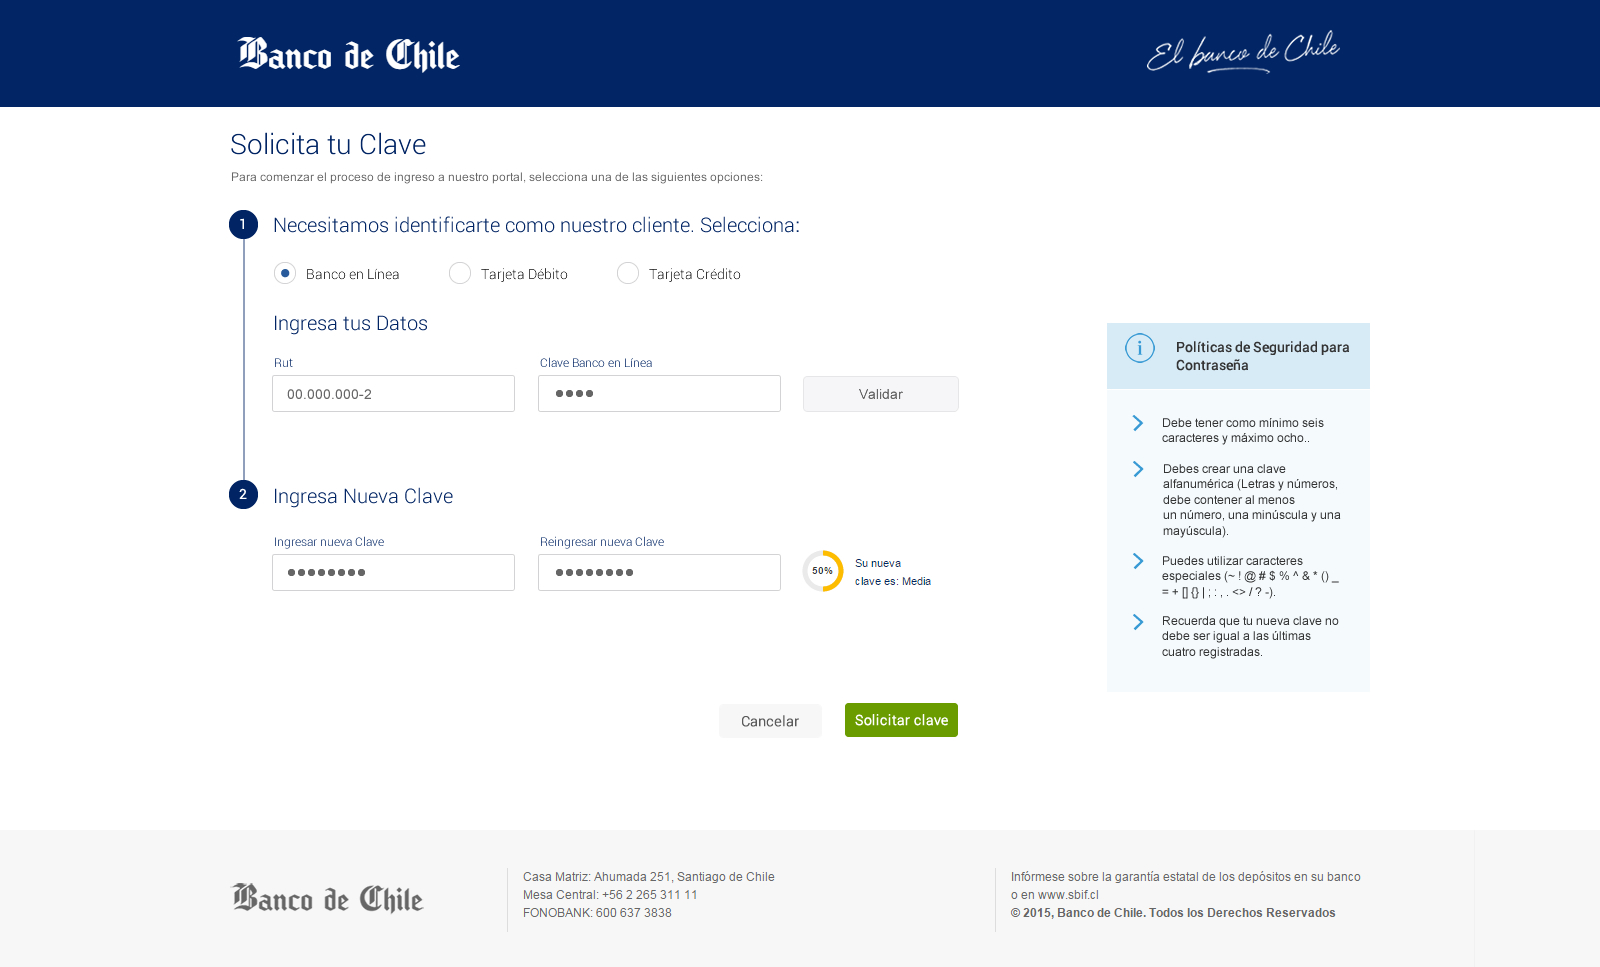 Banco de Chile
El banco de Chile
Solicita tu Clave
Para comenzar el proceso de ingreso a nuestro portal, selecciona una de las siguientes opciones:
1
Necesitamos identificarte como nuestro cliente. Selecciona:
Banco en Línea
Tarjeta Débito
Tarjeta Crédito
Ingresa tus Datos
Rut
Clave Banco en Línea
00.000.000-2
●●●●
Validar
2
Ingresa Nueva Clave
Ingresar nueva Clave
Reingresar nueva Clave
●●●●●●●●
●●●●●●●●
50%
Su nueva
clave es: Media
Cancelar
Solicitar clave
i
Políticas de Seguridad para
Contraseña
Debe tener como mínimo seis
caracteres y máximo ocho..
Debes crear una clave
alfanumérica (Letras y números,
debe contener al menos
un número, una minúscula y una
mayúscula).
Puedes utilizar caracteres
especiales (~ ! @ # $ % ^ & * () _
= + [] {} | ; : , . <> / ? -).
Recuerda que tu nueva clave no
debe ser igual a las últimas
cuatro registradas.
Banco de Chile
Casa Matriz: Ahumada 251, Santiago de Chile
Mesa Central: +56 2 265 311 11
FONOBANK: 600 637 3838
Infórmese sobre la garantía estatal de los depósitos en su banco
o en www.sbif.cl
© 2015, Banco de Chile. Todos los Derechos Reservados